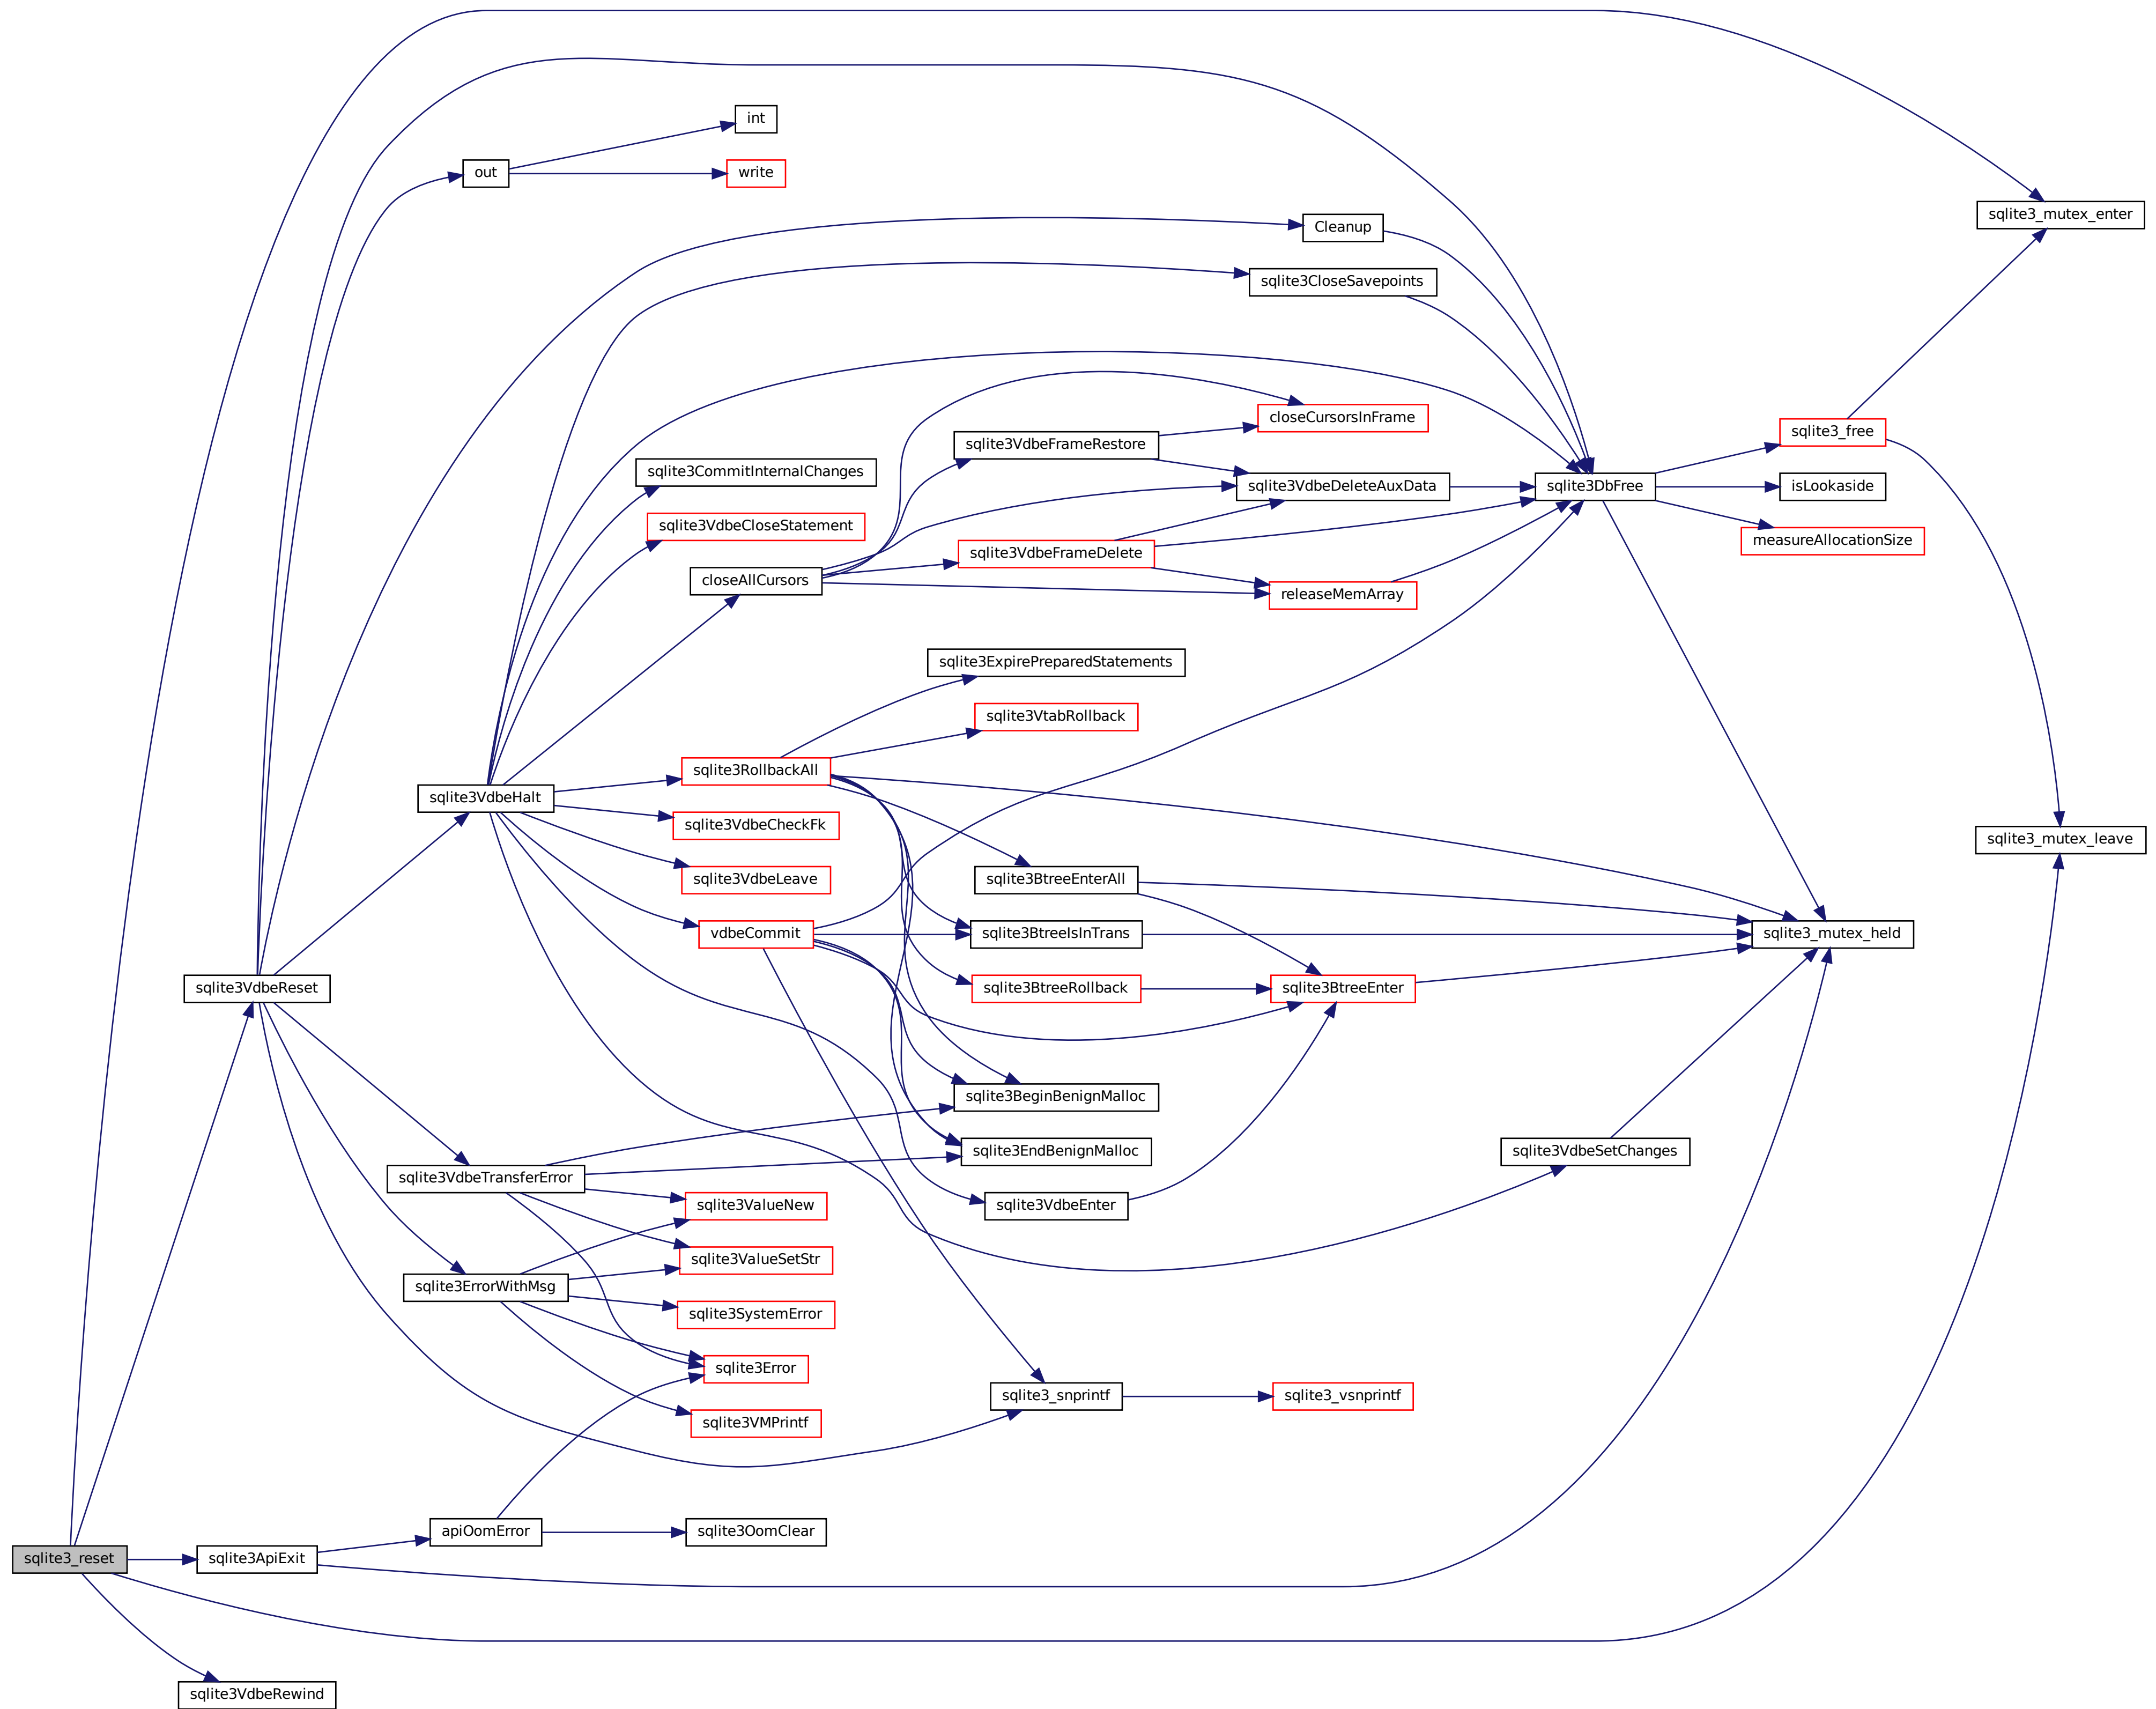 int
out
write
sqlite3_mutex_enter
Cleanup
sqlite3CloseSavepoints
closeCursorsInFrame
sqlite3_free
sqlite3VdbeFrameRestore
sqlite3CommitInternalChanges
sqlite3VdbeDeleteAuxData
sqlite3DbFree
isLookaside
sqlite3VdbeCloseStatement
measureAllocationSize
sqlite3VdbeFrameDelete
closeAllCursors
releaseMemArray
sqlite3ExpirePreparedStatements
sqlite3VtabRollback
sqlite3RollbackAll
sqlite3VdbeHalt
sqlite3VdbeCheckFk
sqlite3_mutex_leave
sqlite3VdbeLeave
sqlite3BtreeEnterAll
vdbeCommit
sqlite3BtreeIsInTrans
sqlite3_mutex_held
sqlite3VdbeReset
sqlite3BtreeRollback
sqlite3BtreeEnter
sqlite3BeginBenignMalloc
sqlite3EndBenignMalloc
sqlite3VdbeSetChanges
sqlite3VdbeTransferError
sqlite3ValueNew
sqlite3VdbeEnter
sqlite3ValueSetStr
sqlite3ErrorWithMsg
sqlite3SystemError
sqlite3Error
sqlite3_snprintf
sqlite3_vsnprintf
sqlite3VMPrintf
apiOomError
sqlite3OomClear
sqlite3_reset
sqlite3ApiExit
sqlite3VdbeRewind